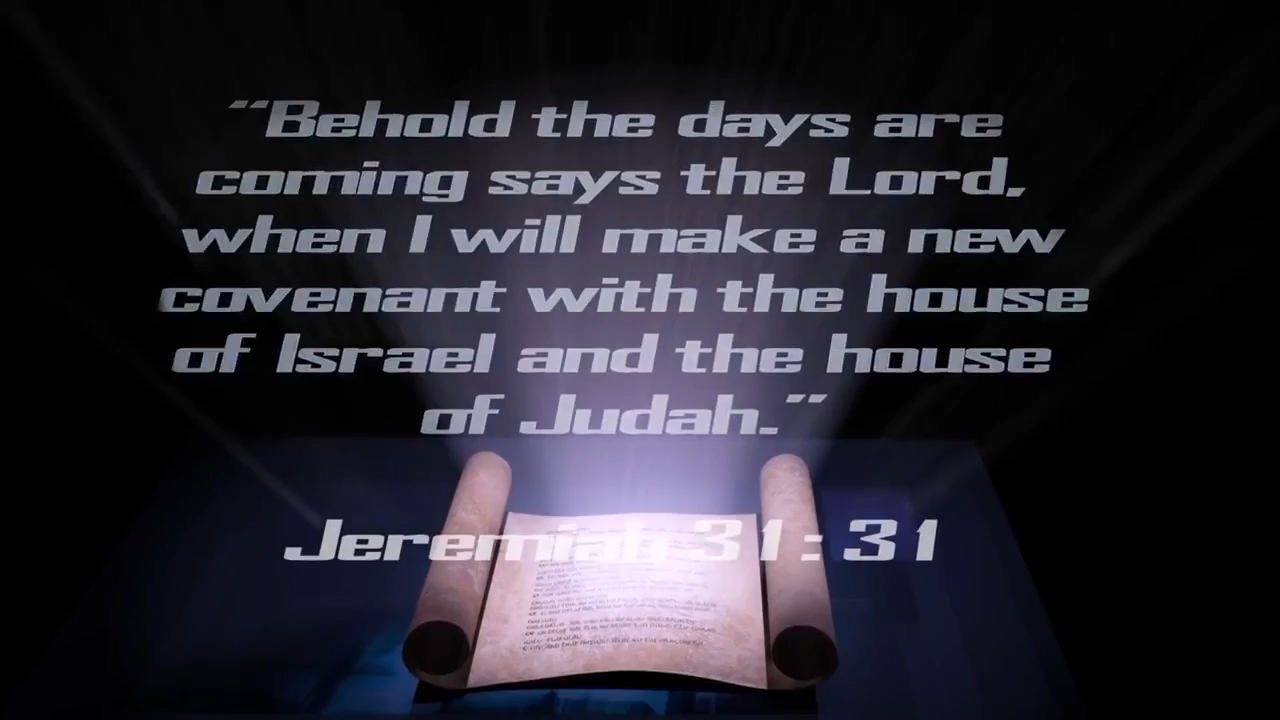 “Behold the days are
coming says the Lord,
when I will make a new
covenant with the house
of Israel and the house
of Judah.”
Jeremiah 31:31